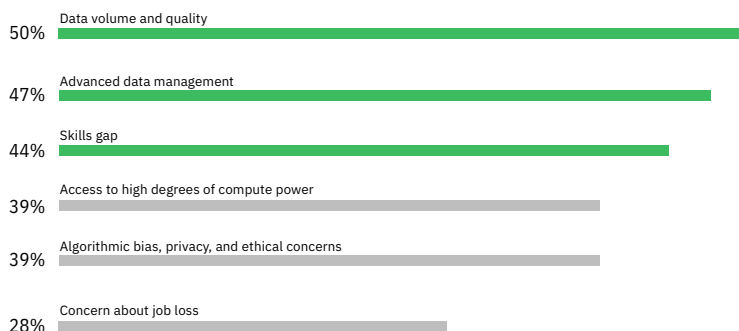 Data volume and quality
50%
Advanced data management
47%
Skills gap
44%
Access to high degrees of compute power
39%
Algorithmic bias, privacy, and ethical concerns
39%
Concern about job loss
28%